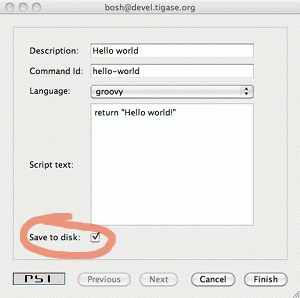 bosh@devel.tigase.org
Description: Hello world
Command Id: hello-world
Language: groovy
return "Hello world!"
Script text:
Save to disk:
PSI Previous Next Cancel Finish